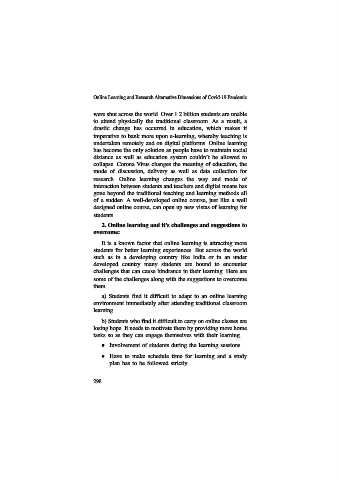 Online Learning and Research Alternative Dimensions of Covid-19 Pandemic
were shut across the world. Over 1.2 billion students are unable
to attend physically the traditional classroom. As a result, a
drastic change has occurred in education, which makes it
imperative to bank more upon e-learning, whereby teaching is
undertaken remotely and on digital platforms. Online learning
has become the only solution as people have to maintain social
distance as well as education system couldn't be allowed to
collapse. Corona Virus changes the meaning of education, the
mode of discussion, delivery as well as data collection for
research. Online learning changes the way and mode of
interaction between students and teachers and digital means has
gone beyond the traditional teaching and learning methods all
of a sudden. A well-developed online course, just like a well
designed online course, can open up new vistas of learning for
students.
2. Online learning and it's challenges and suggestions to
overcome:
It is a known factor that online learning is attracting more
students for better learning experiences. But across the world
such as in a developing country like India or in an under
developed country many students are bound to encounter
challenges that can cause hindrance in their learning. Here are
some of the challenges along with the suggestions to overcome
them.
a) Students find it difficult to adapt to an online learning
environment immediately after attending traditional classroom
learning.
b) Students who find it difficult to carry on online classes are
losing hope. It needs to motivate them by providing more home
tasks so as they can engage themselves with their learning.
• Involvement of students during the learning sessions.
• Have to make schedule time for learning and a study
plan has to be followed strictly.
298